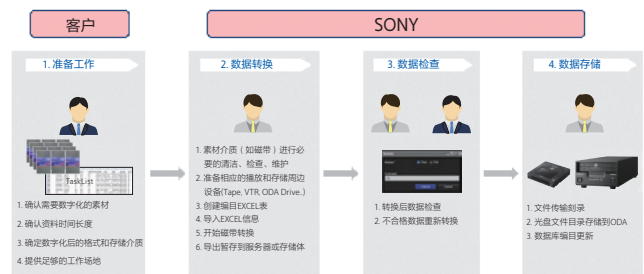 客户
SONY
1. 准备工作
TaskList
1. 确认需要数字化的素材
2. 确认资料时间长度
3. 确定数字化后的格式和存储介质
4. 提供足够的工作场地
2. 数据转换
1. 素材介质（如磁带）进行必
要的清洁、检查、维护
2. 准备相应的播放和存储周边
设备(Tape, VTR, ODA Drive..)
3. 创建编目EXCEL表
4. 导入EXCEL信息
5. 开始磁带转换
6. 导出暂存到服务器或存储体
3. 数据检查
1. 转换后数据检查
2. 不合格数据重新转换
4. 数据存储
1. 文件传输刻录
2. 光盘文件目录存储到ODA
3. 数据库编目更新